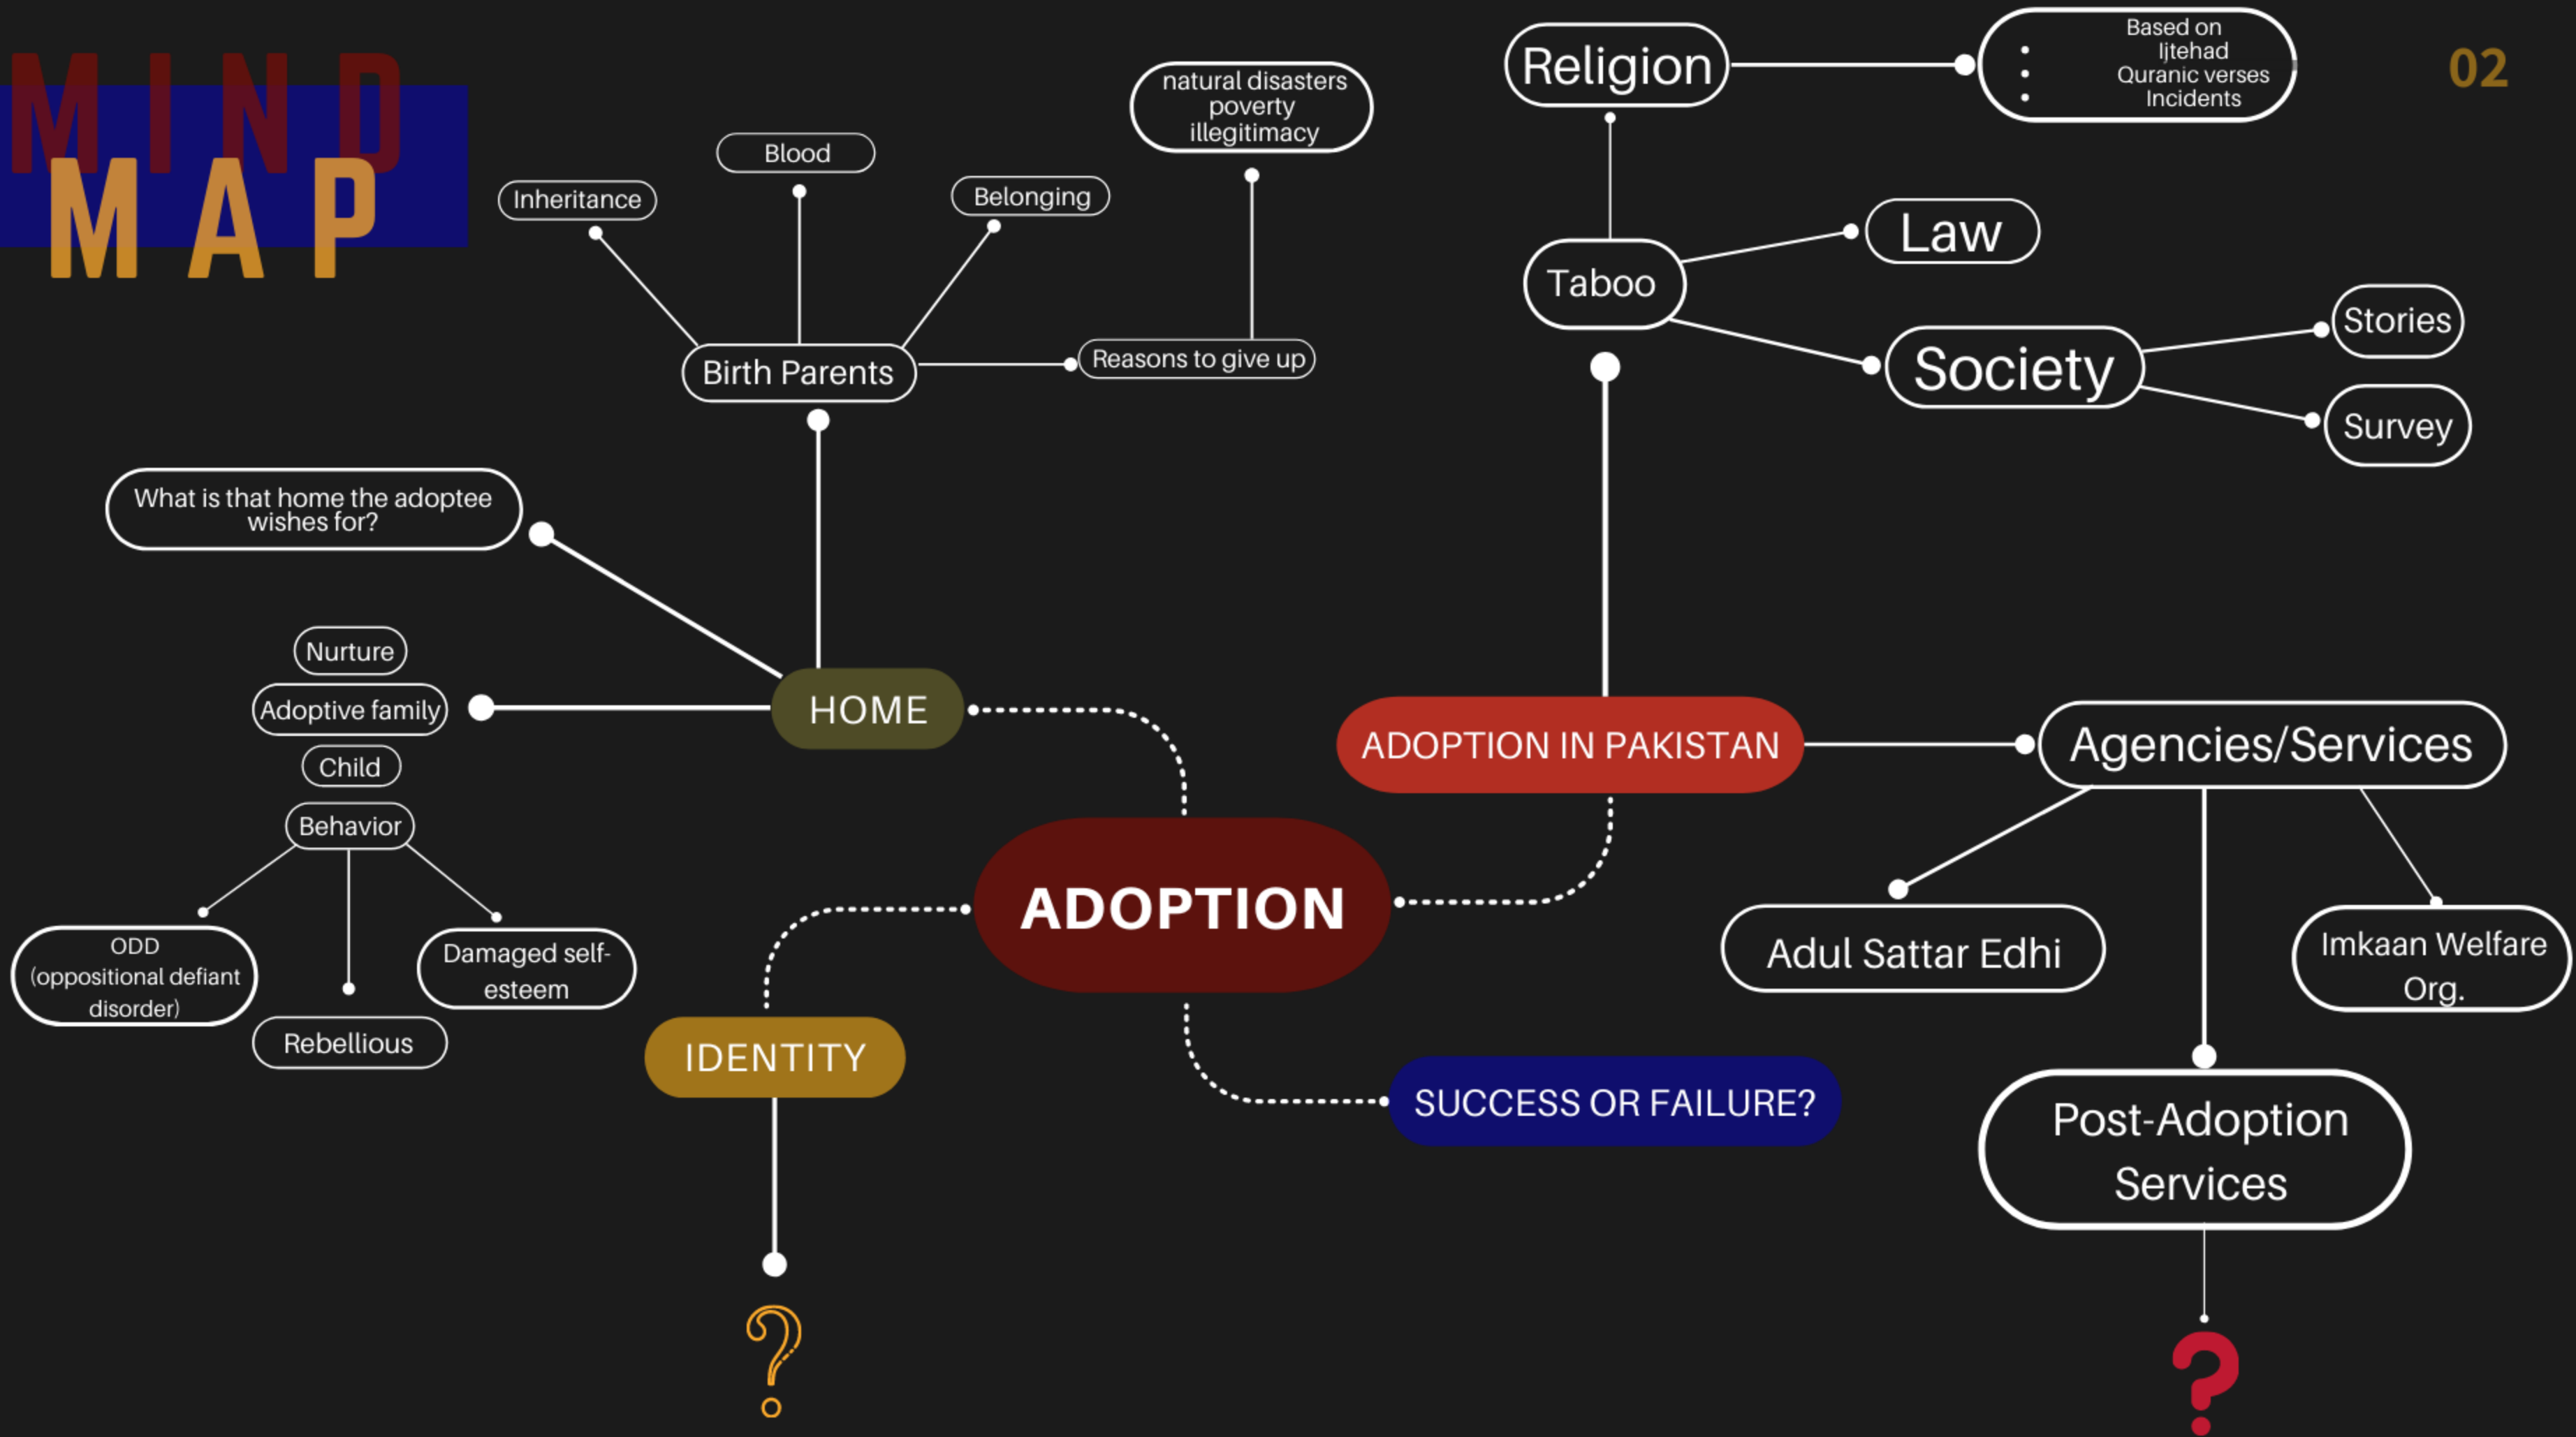 MIND
MAP
02
Religion
Based on
Ijtehad
Quranic verses
Incidents
natural disasters
poverty
illegitimacy
Blood
Inheritance
Belonging
Law
Taboo
Stories
Society
Survey
Birth Parents
Reasons to give up
What is that home the adoptee
wishes for?
Nurture
Adoptive family
Child
Behavior
ODD
(oppositional defiant
disorder)
Damaged self-
esteem
Rebellious
HOME
ADOPTION IN PAKISTAN
Agencies/Services
ADOPTION
Adul Sattar Edhi
Imkaan Welfare
Org.
IDENTITY
SUCCESS OR FAILURE?
Post-Adoption
Services
?
?